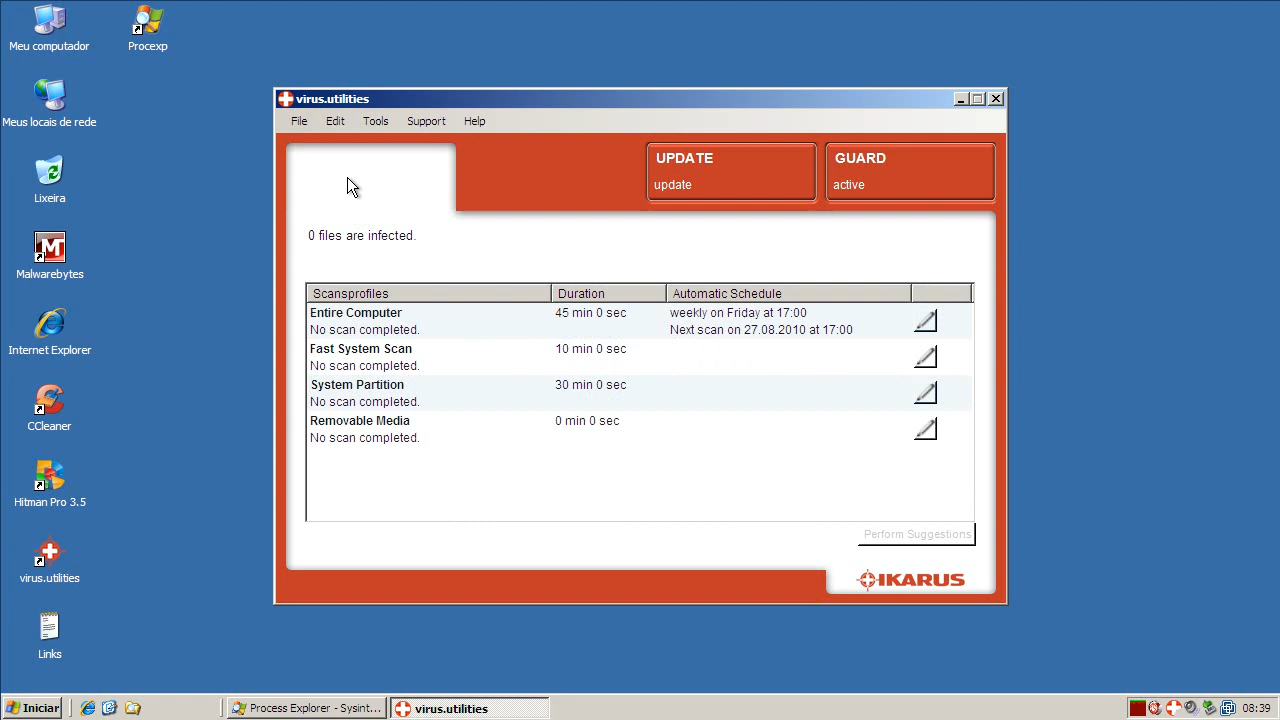 Meu computador
Procexp
Meus locais de rede
Lixeira
Malwarebytes
Internet Explorer
CCleaner
Hitman Pro 3.5
virus.utilities
Links
virus.utilities
File Edit Tools Support Help
UPDATE
update
GUARD
active
0 files are infected.
Scansprofiles Duration Automatic Schedule
Entire Computer 45 min 0 sec weekly on Friday at 17:00
No scan completed. Next scan on 27.08.2010 at 17:00
Fast System Scan 10 min 0 sec
No scan completed.
System Partition 30 min 0 sec
No scan completed.
Removable Media 0 min 0 sec
No scan completed.
Perform Suggestions
IKARUS
Iniciar
Process Explorer - Sysint...
virus.utilities
08:39